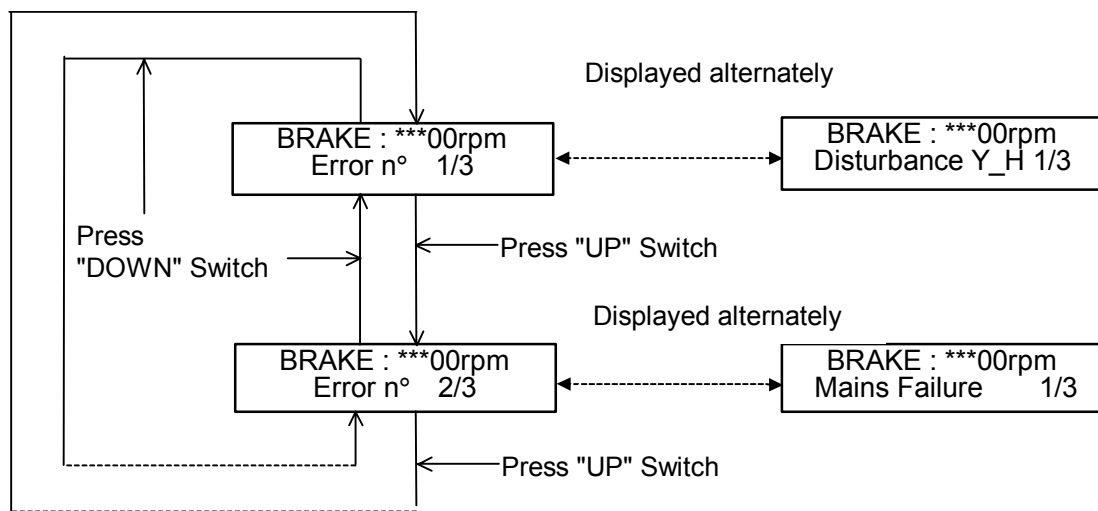 Displayed alternately
BRAKE : ***00rpm
Error n° 1/3
BRAKE : ***00rpm
Disturbance Y_H 1/3
Press
"DOWN" Switch
Press "UP" Switch
Displayed alternately
BRAKE : ***00rpm
Error n° 2/3
BRAKE : ***00rpm
Mains Failure 1/3
Press "UP" Switch